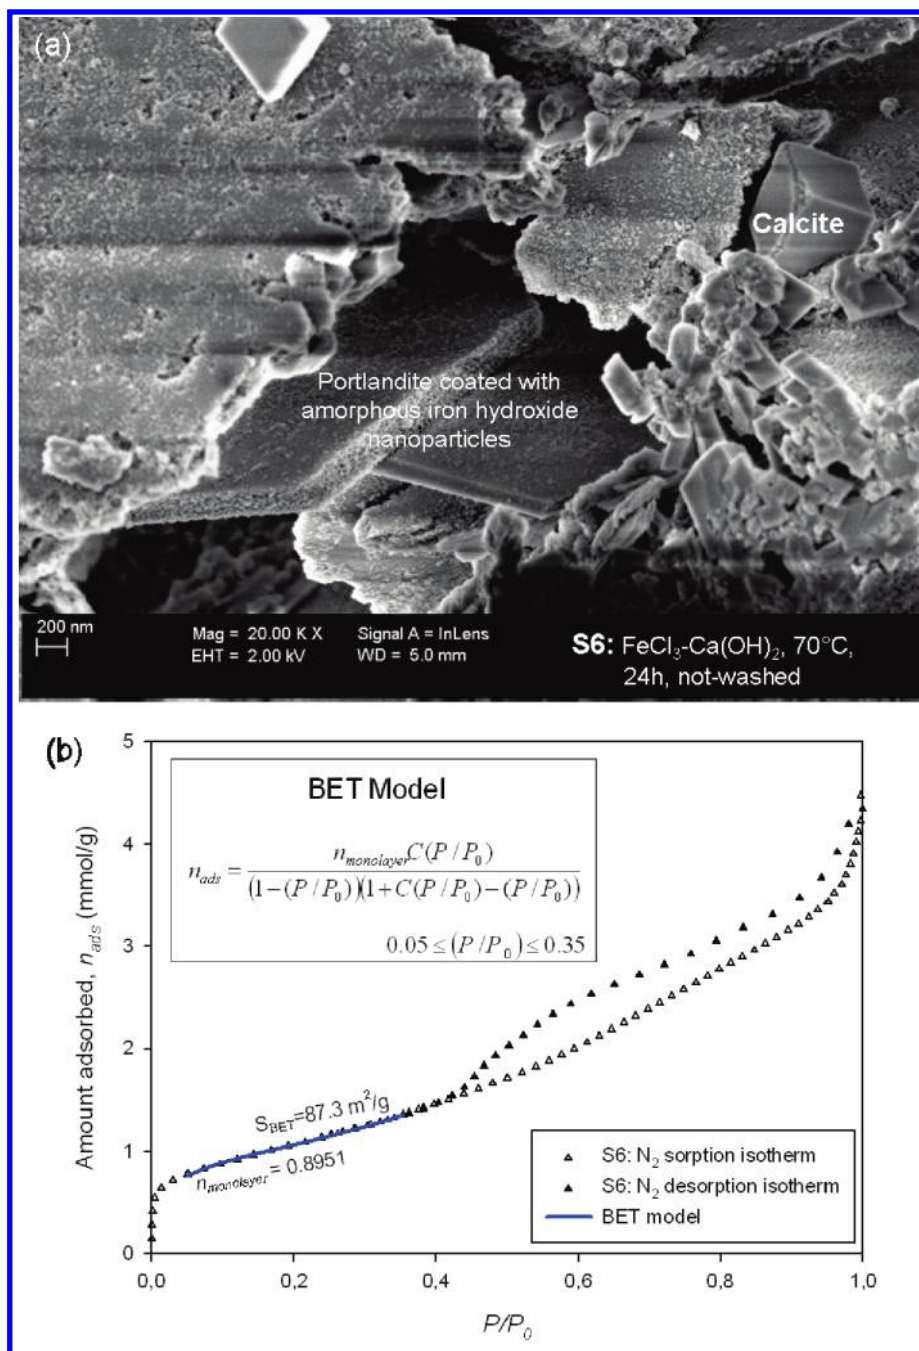 (a)
Calcite
Portlandite coated with
amorphous iron hydroxide
nanoparticles
200 nm
Mag = 20.00 K X
Signal A = InLens
EHT = 2.00 kV
WD = 5.0 mm
S6: FeCl₃-Ca(OH)₂, 70°C,
24h, not-washed
(b)
BET Model
n_ads = n_monolayer C(P/P₀) / (1−(P/P₀))(1+C(P/P₀)−(P/P₀))
0.05 ≤ (P/P₀) ≤ 0.35
Amount adsorbed, n_ads (mmol/g)
5
4
3
2
1
0
S_BET=87.3 m²/g
n_monolayer = 0.8951
S6: N₂ sorption isotherm
S6: N₂ desorption isotherm
BET model
0,0
0,2
0,4
0,6
0,8
1,0
P/P₀